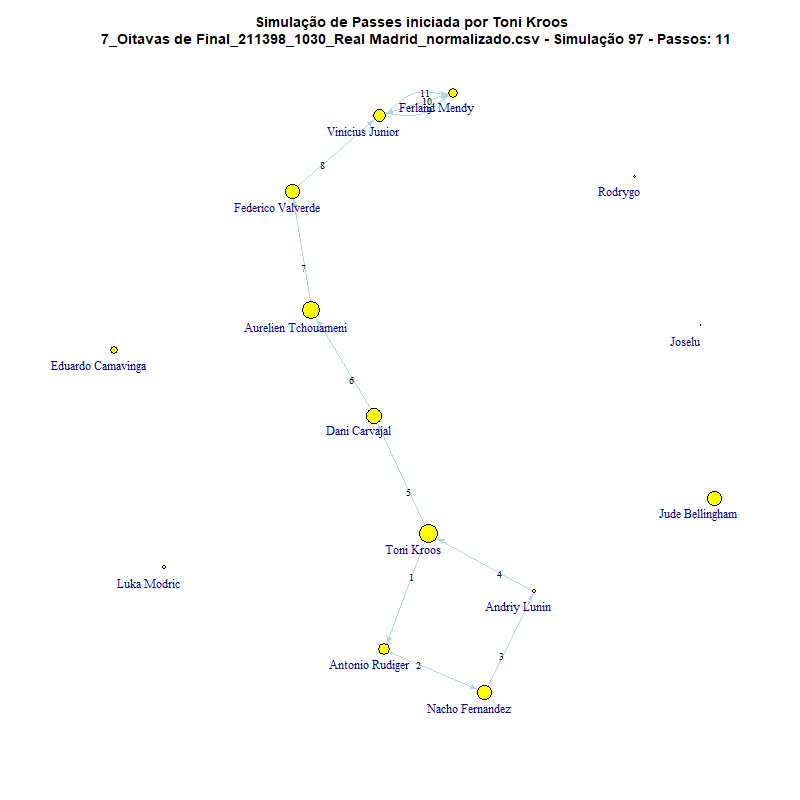 Simulação de Passes iniciada por Toni Kroos
7_Oitavas de Final_211398_1030_Real Madrid_normalizado.csv - Simulação 97 - Passos: 11
11
10
Ferland Mendy
Vinicius Junior
8
Rodrygo
Federico Valverde
7
Aurelien Tchouameni
Joselu
Eduardo Camavinga
6
Dani Carvajal
5
Jude Bellingham
Toni Kroos
1
4
Luka Modric
Andriy Lunin
3
Antonio Rudiger
2
Nacho Fernandez